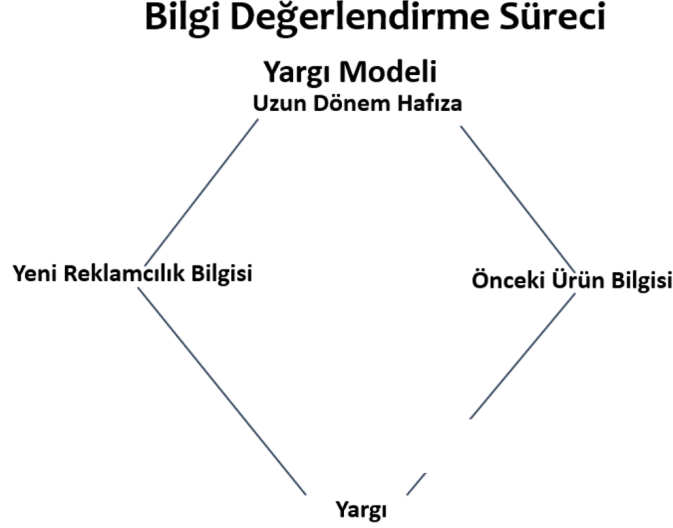 Bilgi Değerlendirme Süreci
Yargı Modeli
Uzun Dönem Hafıza
Yeni Reklamcılık Bilgisi
Önceki Ürün Bilgisi
Yargı